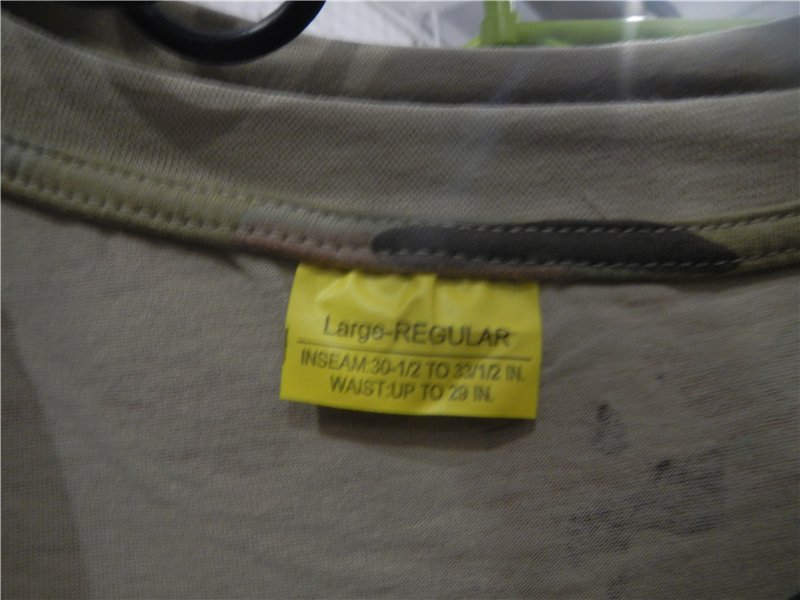 Large-REGULAR
INSEAM:30-1/2 TO 33/1/2 IN.
WAIST:UP TO 29 IN.